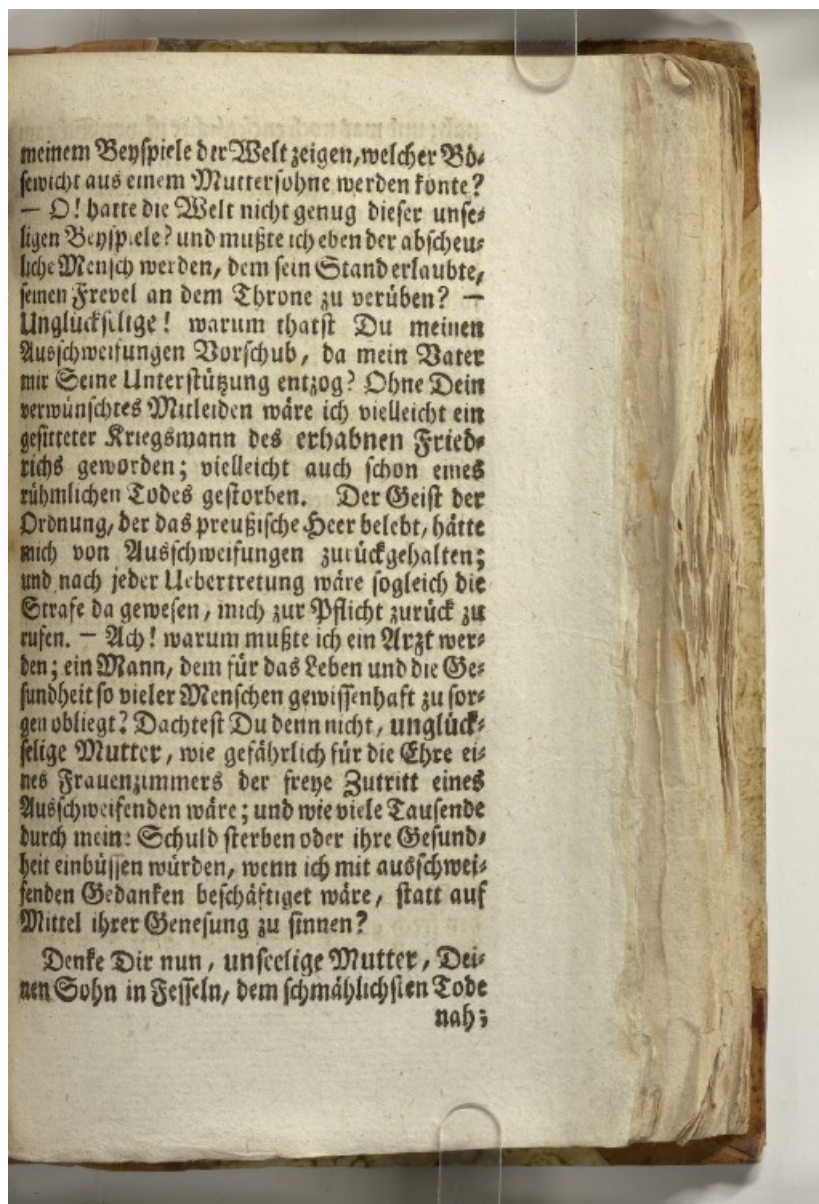 meinem Beyspiele der Welt zeigen, welcher Bö-
sewicht aus einem Muttersohne werden konte?
— O! hatte die Welt nicht genug dieser unse-
ligen Beyspiele? und mußte ich eben der abscheu-
liche Mensch werden, dem sein Stand erlaubte,
seinen Frevel an dem Throne zu verüben? —
Unglückselige! warum thatst Du meinen
Ausschweifungen Vorschub, da mein Vater
mir Seine Unterstützung entzog? Ohne Dein
verwünschtes Mitleiden wäre ich vielleicht ein
gesitteter Kriegsmann des erhabnen Fried-
richs geworden; vielleicht auch schon eines
rühmlichen Todes gestorben. Der Geist der
Ordnung, der das preußische Heer belebt, hätte
mich von Ausschweifungen zurückgehalten;
und nach jeder Uebertretung wäre sogleich die
Strafe da gewesen, mich zur Pflicht zurück zu
rufen. — Ach! warum mußte ich ein Arzt wer-
den; ein Mann, dem für das Leben und die Ge-
sundheit so vieler Menschen gewissenhaft zu sor-
gen obliegt? Dachtest Du denn nicht, unglück-
selige Mutter, wie gefährlich für die Ehre ei-
nes Frauenzimmers der freye Zutritt eines
Ausschweifenden wäre; und wie viele Tausende
durch meine Schuld sterben oder ihre Gesund-
heit einbüssen würden, wenn ich mit ausschwei-
fenden Gedanken beschäftiget wäre, statt auf
Mittel ihrer Genesung zu sinnen?
Denke Dir nun, unseelige Mutter, Dei-
nen Sohn in Fesseln, dem schmählichsten Tode
nah;